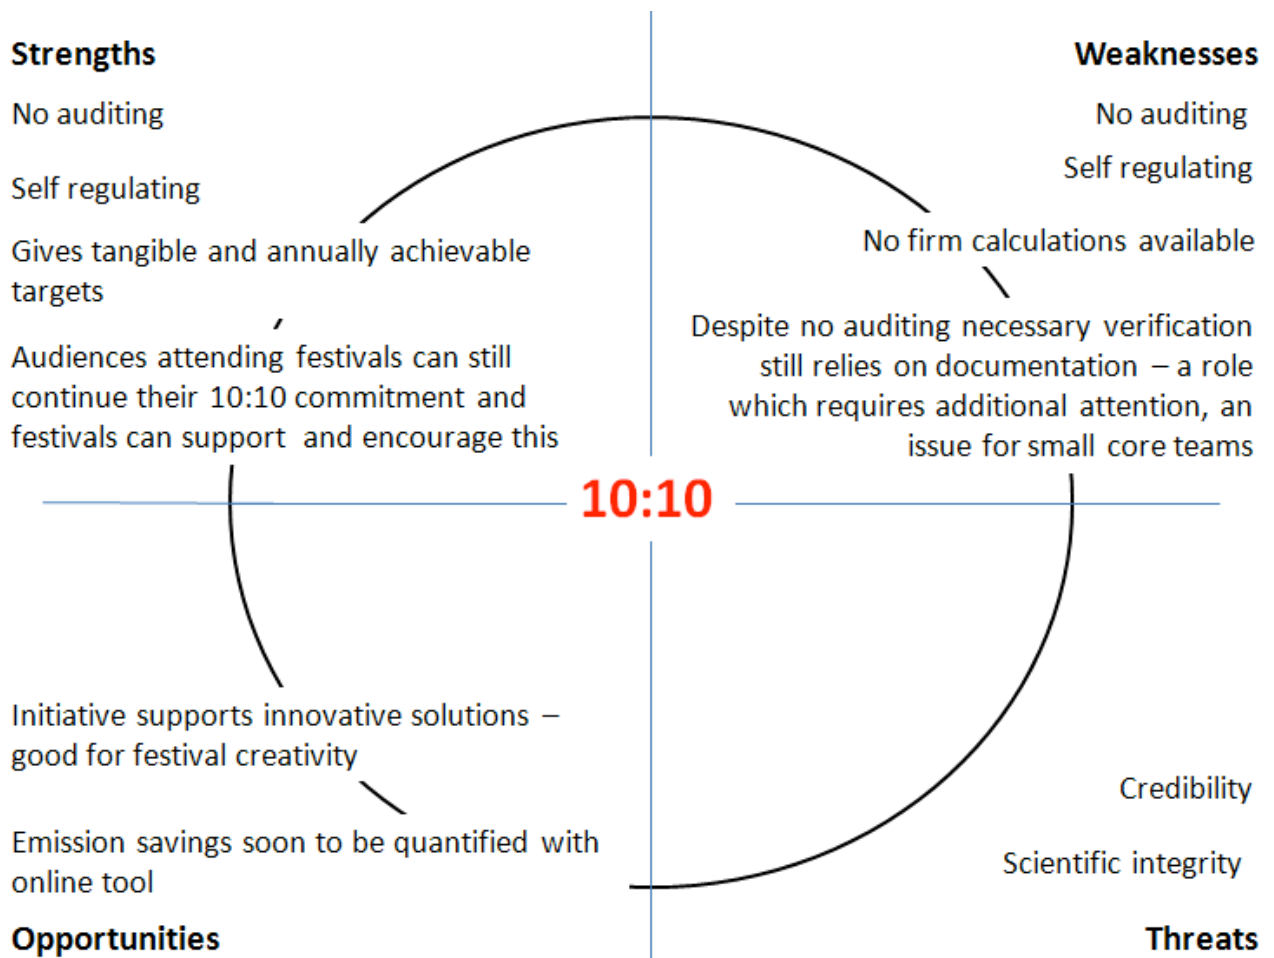 Strengths
No auditing
Self regulating
Gives tangible and annually achievable
targets
Audiences attending festivals can still
continue their 10:10 commitment and
festivals can support and encourage this
Weaknesses
No auditing
Self regulating
No firm calculations available
Despite no auditing necessary verification
still relies on documentation – a role
which requires additional attention, an
issue for small core teams
10:10
Initiative supports innovative solutions –
good for festival creativity
Emission savings soon to be quantified with
online tool
Opportunities
Credibility
Scientific integrity
Threats